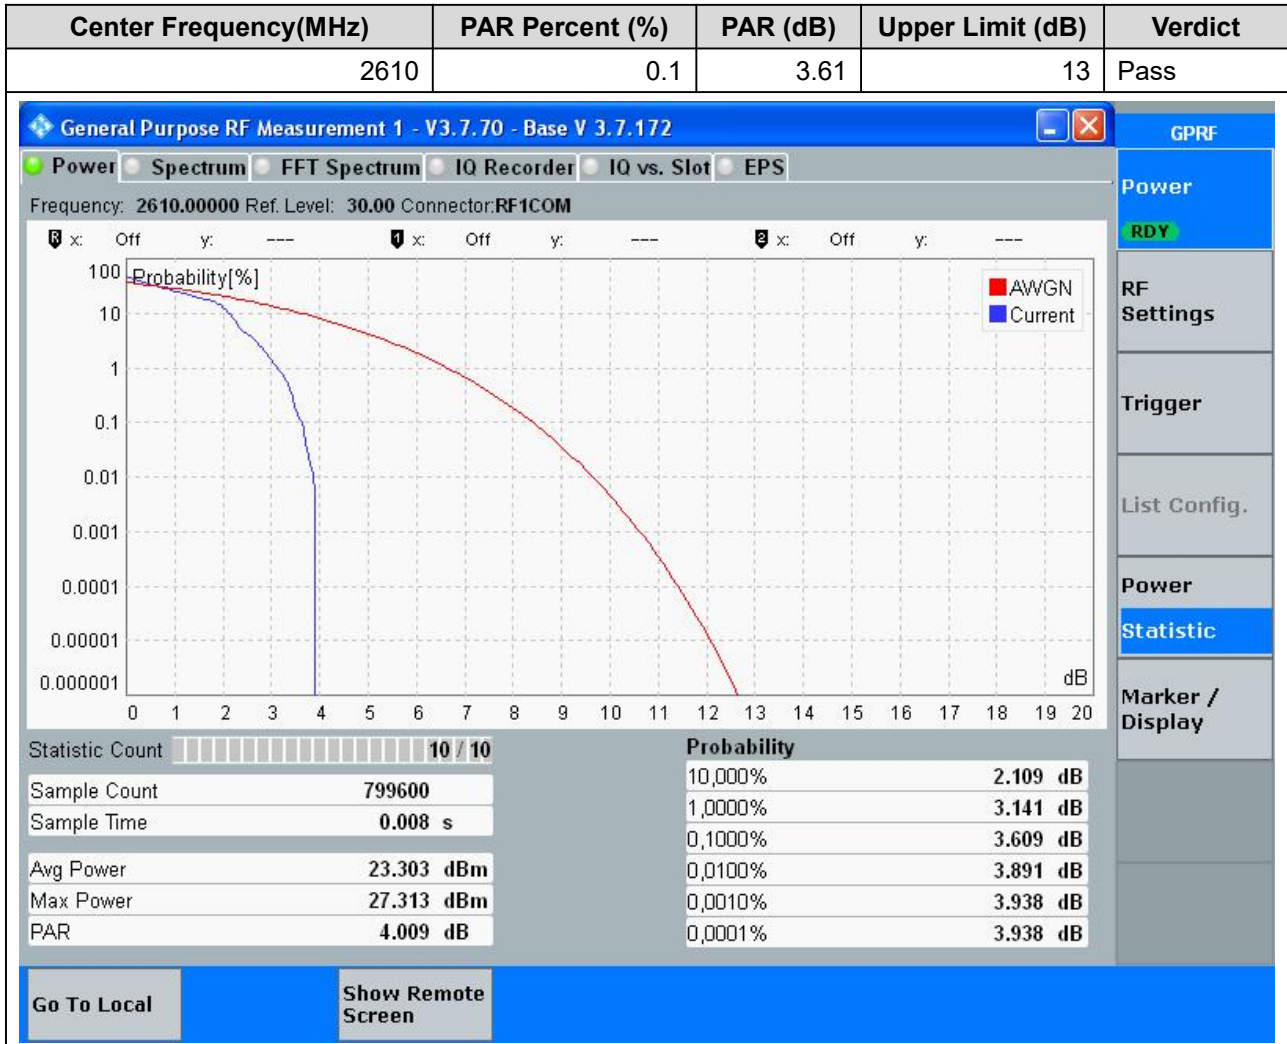 Center Frequency(MHz) PAR Percent (%) PAR (dB) Upper Limit (dB) Verdict
2610 0.1 3.61 13 Pass
General Purpose RF Measurement 1 - V3.7.70 - Base V 3.7.172
GPRF
Power Spectrum FFT Spectrum IQ Recorder IQ vs. Slot EPS
Frequency: 2610.00000 Ref. Level: 30.00 Connector:RF1COM
R x: Off y: --- 1 x: Off y: --- 2 x: Off y: ---
Probability[%]
AWGN
Current
100
10
1
0.1
0.01
0.001
0.0001
0.00001
0.000001
dB
0 1 2 3 4 5 6 7 8 9 10 11 12 13 14 15 16 17 18 19 20
Statistic Count 10 / 10
Sample Count 799600
Sample Time 0.008 s
Avg Power 23.303 dBm
Max Power 27.313 dBm
PAR 4.009 dB
Probability
10,000% 2.109 dB
1,0000% 3.141 dB
0,1000% 3.609 dB
0,0100% 3.891 dB
0,0010% 3.938 dB
0,0001% 3.938 dB
Power
RDY
RF
Settings
Trigger
List Config.
Power
Statistic
Marker /
Display
Go To Local
Show Remote
Screen